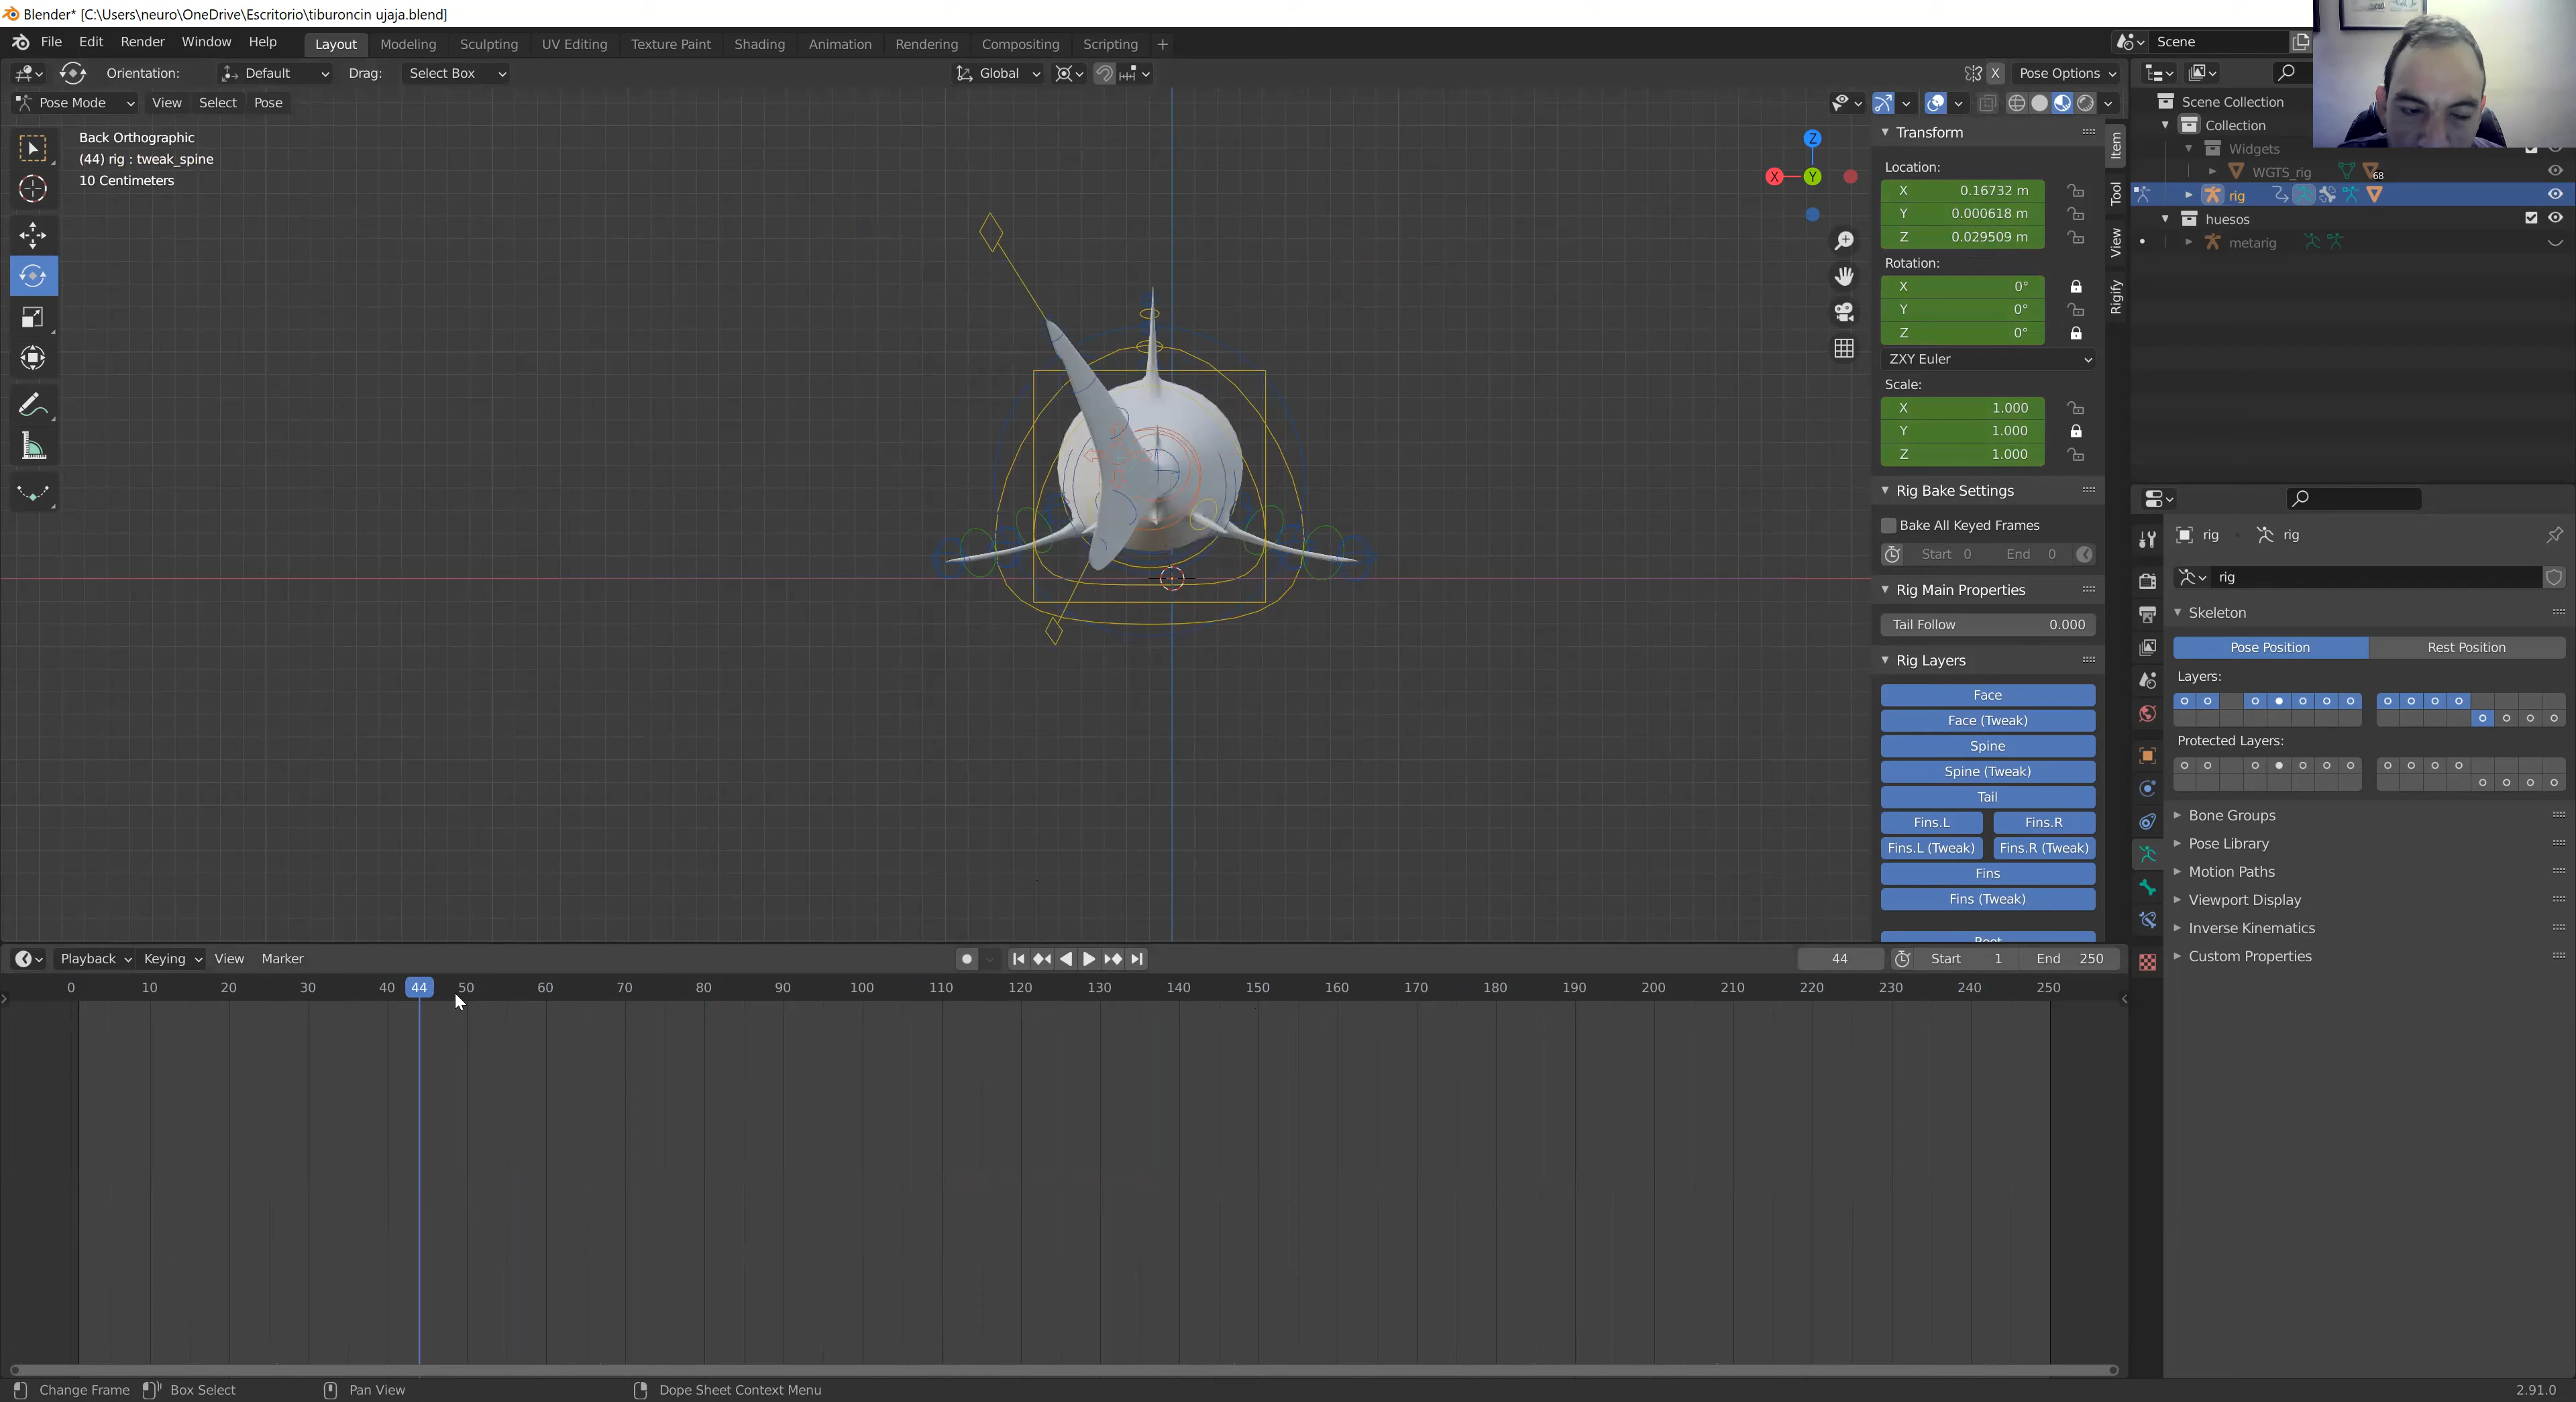 Blender* [C:\Users\neuro\OneDrive\Escritorio\tiburoncin ujaja.blend]
File Edit Render Window Help Layout Modeling Sculpting UV Editing Texture Paint Shading Animation Rendering Compositing Scripting + Scene
Orientation: Default Drag: Select Box Global X Pose Options
Pose Mode View Select Pose
Back Orthographic
(44) rig : tweak_spine
10 Centimeters
Z
X
Y
Transform
Location:
X 0.16732 m
Y 0.000618 m
Z 0.029509 m
Rotation:
X 0°
Y 0°
Z 0°
ZXY Euler
Scale:
X 1.000
Y 1.000
Z 1.000
Rig Bake Settings
Bake All Keyed Frames
Start 0 End 0
Rig Main Properties
Tail Follow 0.000
Rig Layers
Face
Face (Tweak)
Spine
Spine (Tweak)
Tail
Fins.L Fins.R
Fins.L (Tweak) Fins.R (Tweak)
Fins
Fins (Tweak)
Root
Item
Tool
View
Rigify
Scene Collection
Collection
Widgets
WGTS_rig 68
rig
huesos
metarig
rig rig
rig
Skeleton
Pose Position Rest Position
Layers:
Protected Layers:
Bone Groups
Pose Library
Motion Paths
Viewport Display
Inverse Kinematics
Custom Properties
Playback Keying View Marker 44 Start 1 End 250
0 10 20 30 40 44 50 60 70 80 90 100 110 120 130 140 150 160 170 180 190 200 210 220 230 240 250
Change Frame Box Select Pan View Dope Sheet Context Menu 2.91.0